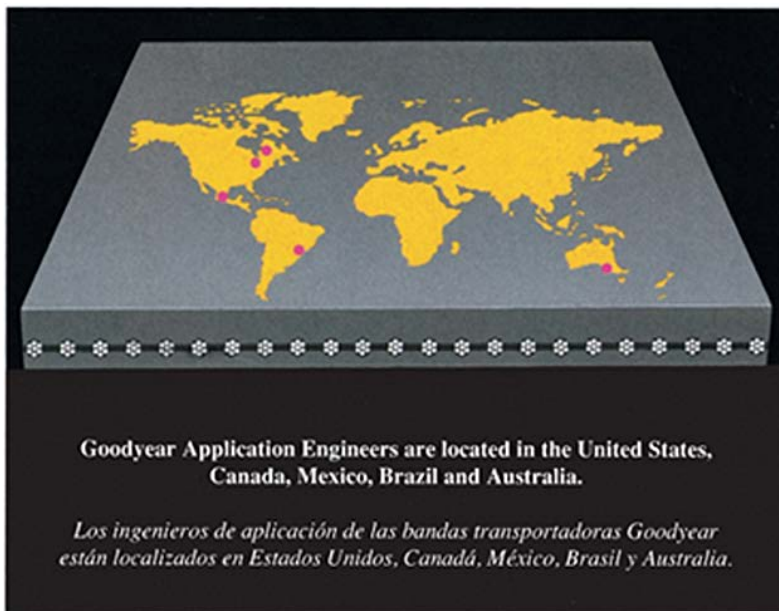 Goodyear Application Engineers are located in the United States,
Canada, Mexico, Brazil and Australia.
Los ingenieros de aplicación de las bandas transportadoras Goodyear
están localizados en Estados Unidos, Canadá, México, Brasil y Australia.